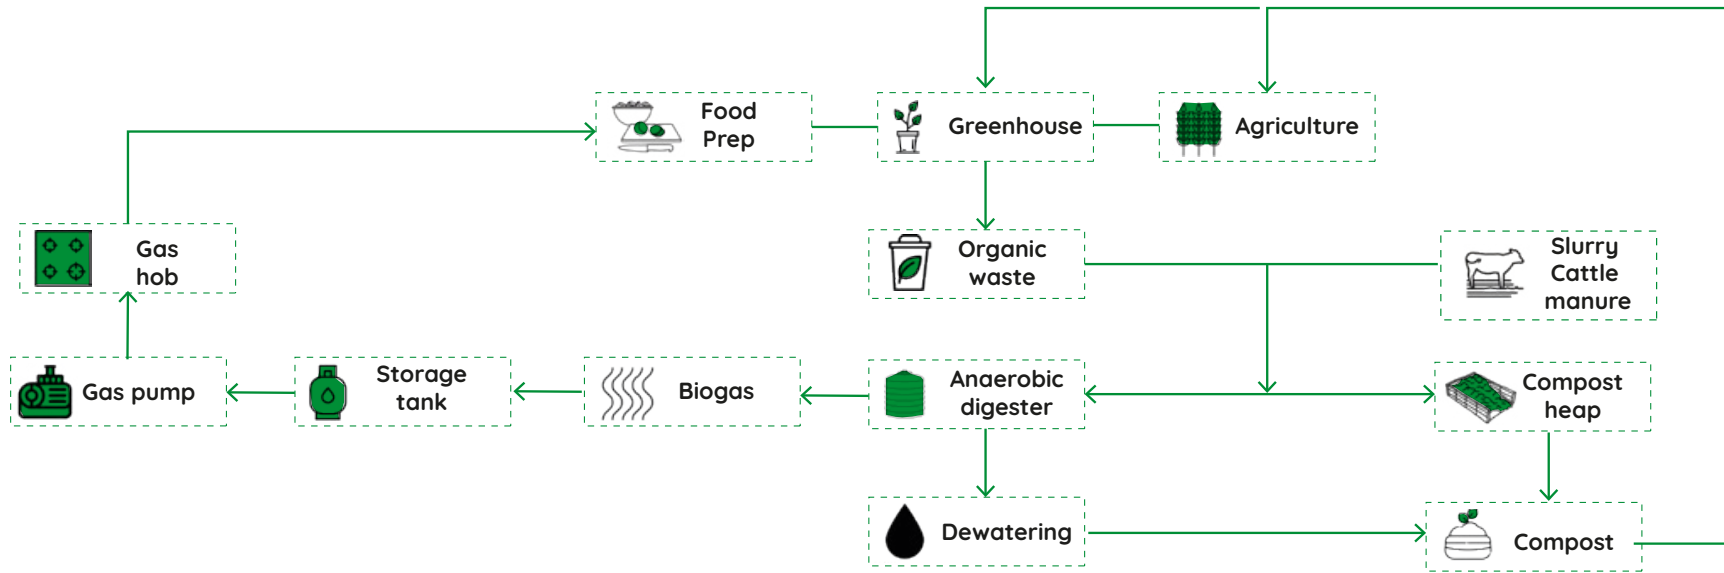 Food
Prep
Greenhouse
Agriculture
Gas
hob
Organic
waste
Slurry
Cattle
manure
Gas pump
Storage
tank
Biogas
Anaerobic
digester
Compost
heap
Dewatering
Compost